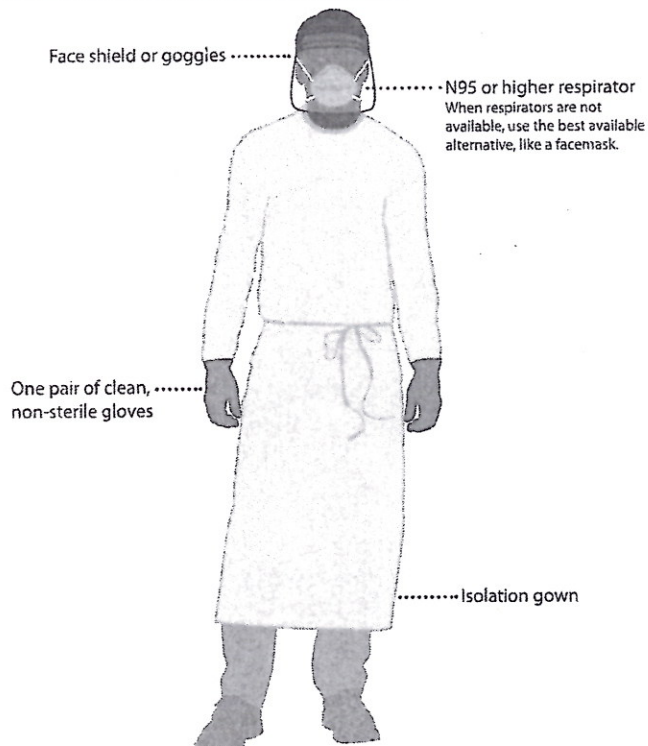 Face shield or goggles
N95 or higher respirator
When respirators are not
available, use the best available
alternative, like a facemask.
One pair of clean,
non-sterile gloves
Isolation gown